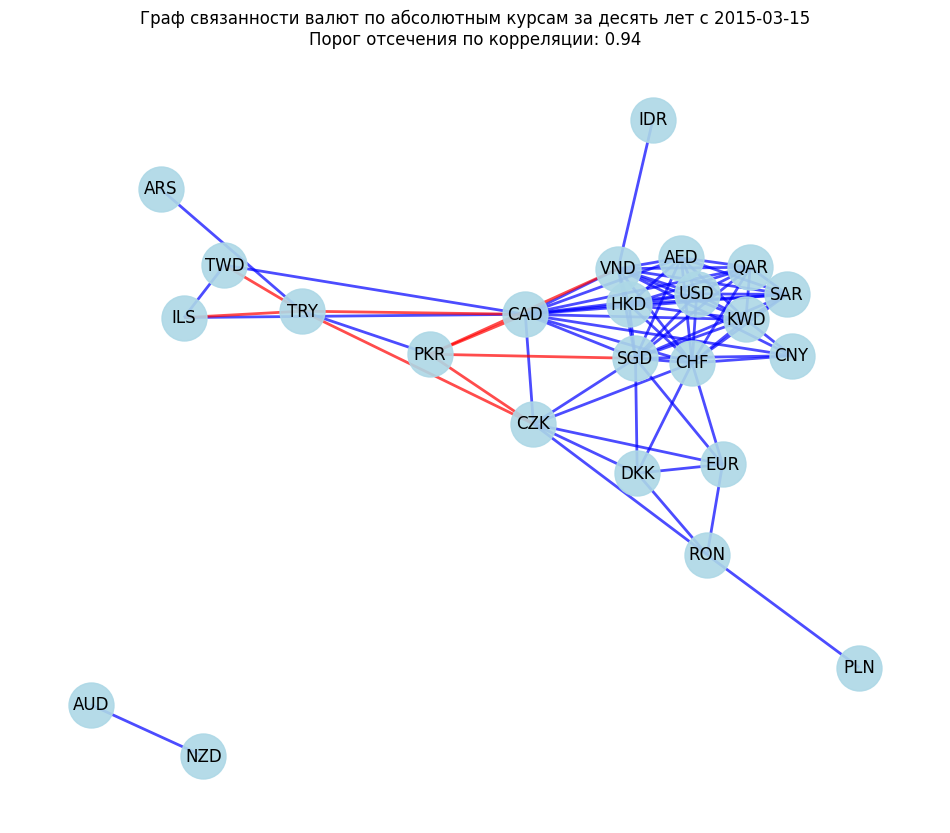 Граф связанности валют по абсолютным курсам за десять лет с 2015-03-15
Порог отсечения по корреляции: 0.94
IDR
ARS
TWD
ILS
TRY
VND
AED
QAR
USD
SAR
HKD
KWD
CAD
PKR
SGD
CHF
CNY
CZK
DKK
EUR
RON
PLN
AUD
NZD